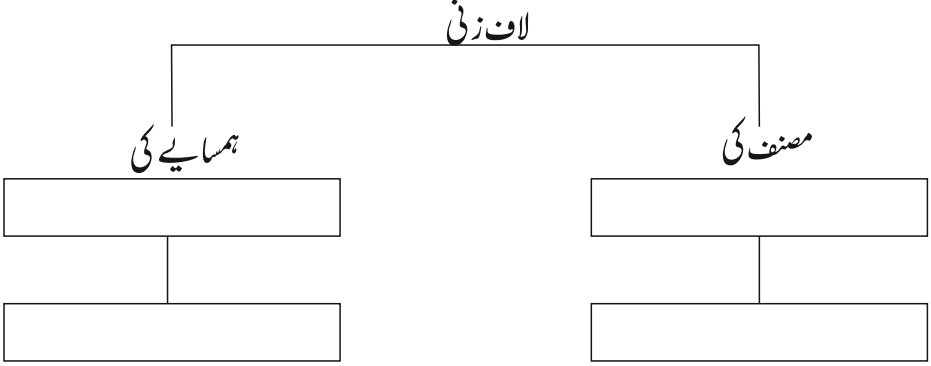 لاف زنی
مصنف کی
ہمسایے کی